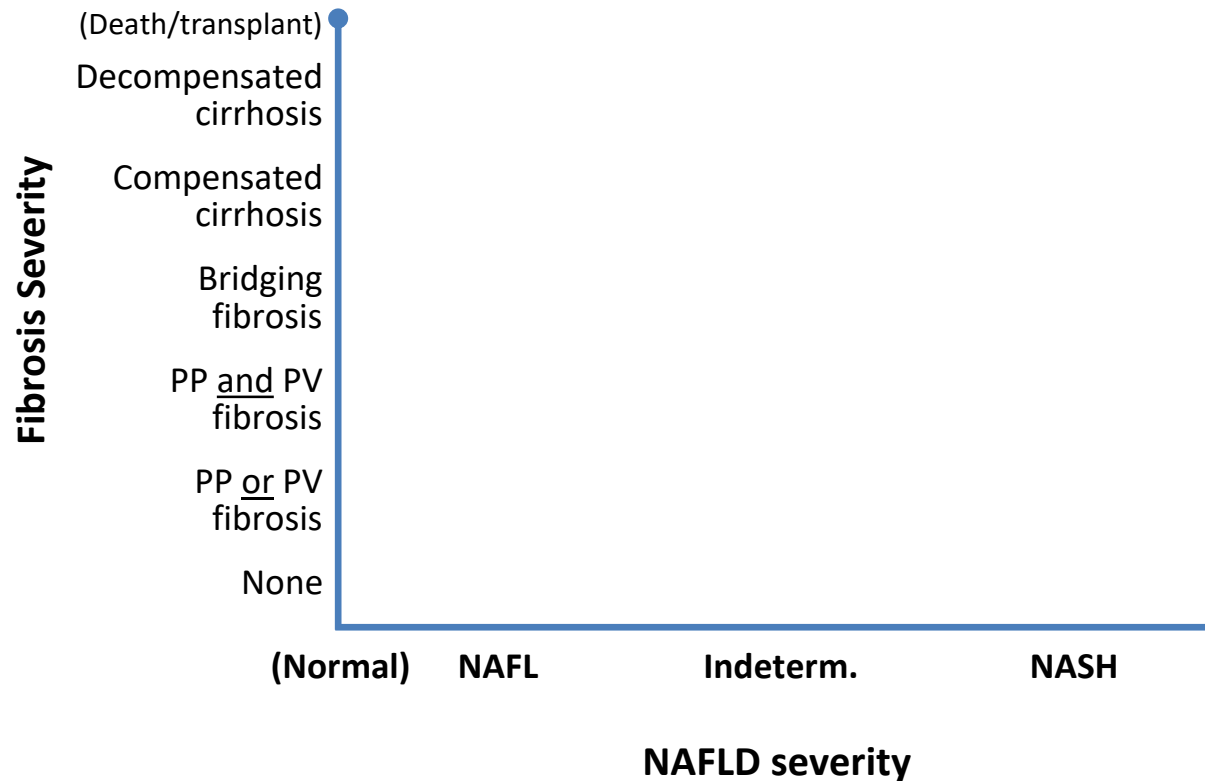 (Death/transplant)
Decompensated
cirrhosis
Compensated
cirrhosis
Bridging
fibrosis
PP and PV
fibrosis
PP or PV
fibrosis
None
Fibrosis Severity
(Normal) NAFL Indeterm. NASH
NAFLD severity